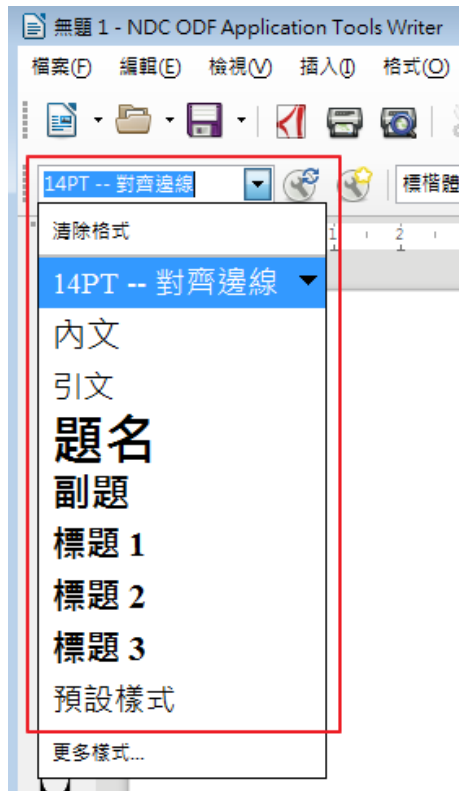 無題 1 - NDC ODF Application Tools Writer
檔案(F) 編輯(E) 檢視(V) 插入(I) 格式(O)
14PT -- 對齊邊線 標楷體
清除格式 1 2
14PT -- 對齊邊線
內文
引文
題名
副題
標題 1
標題 2
標題 3
預設樣式
更多樣式...